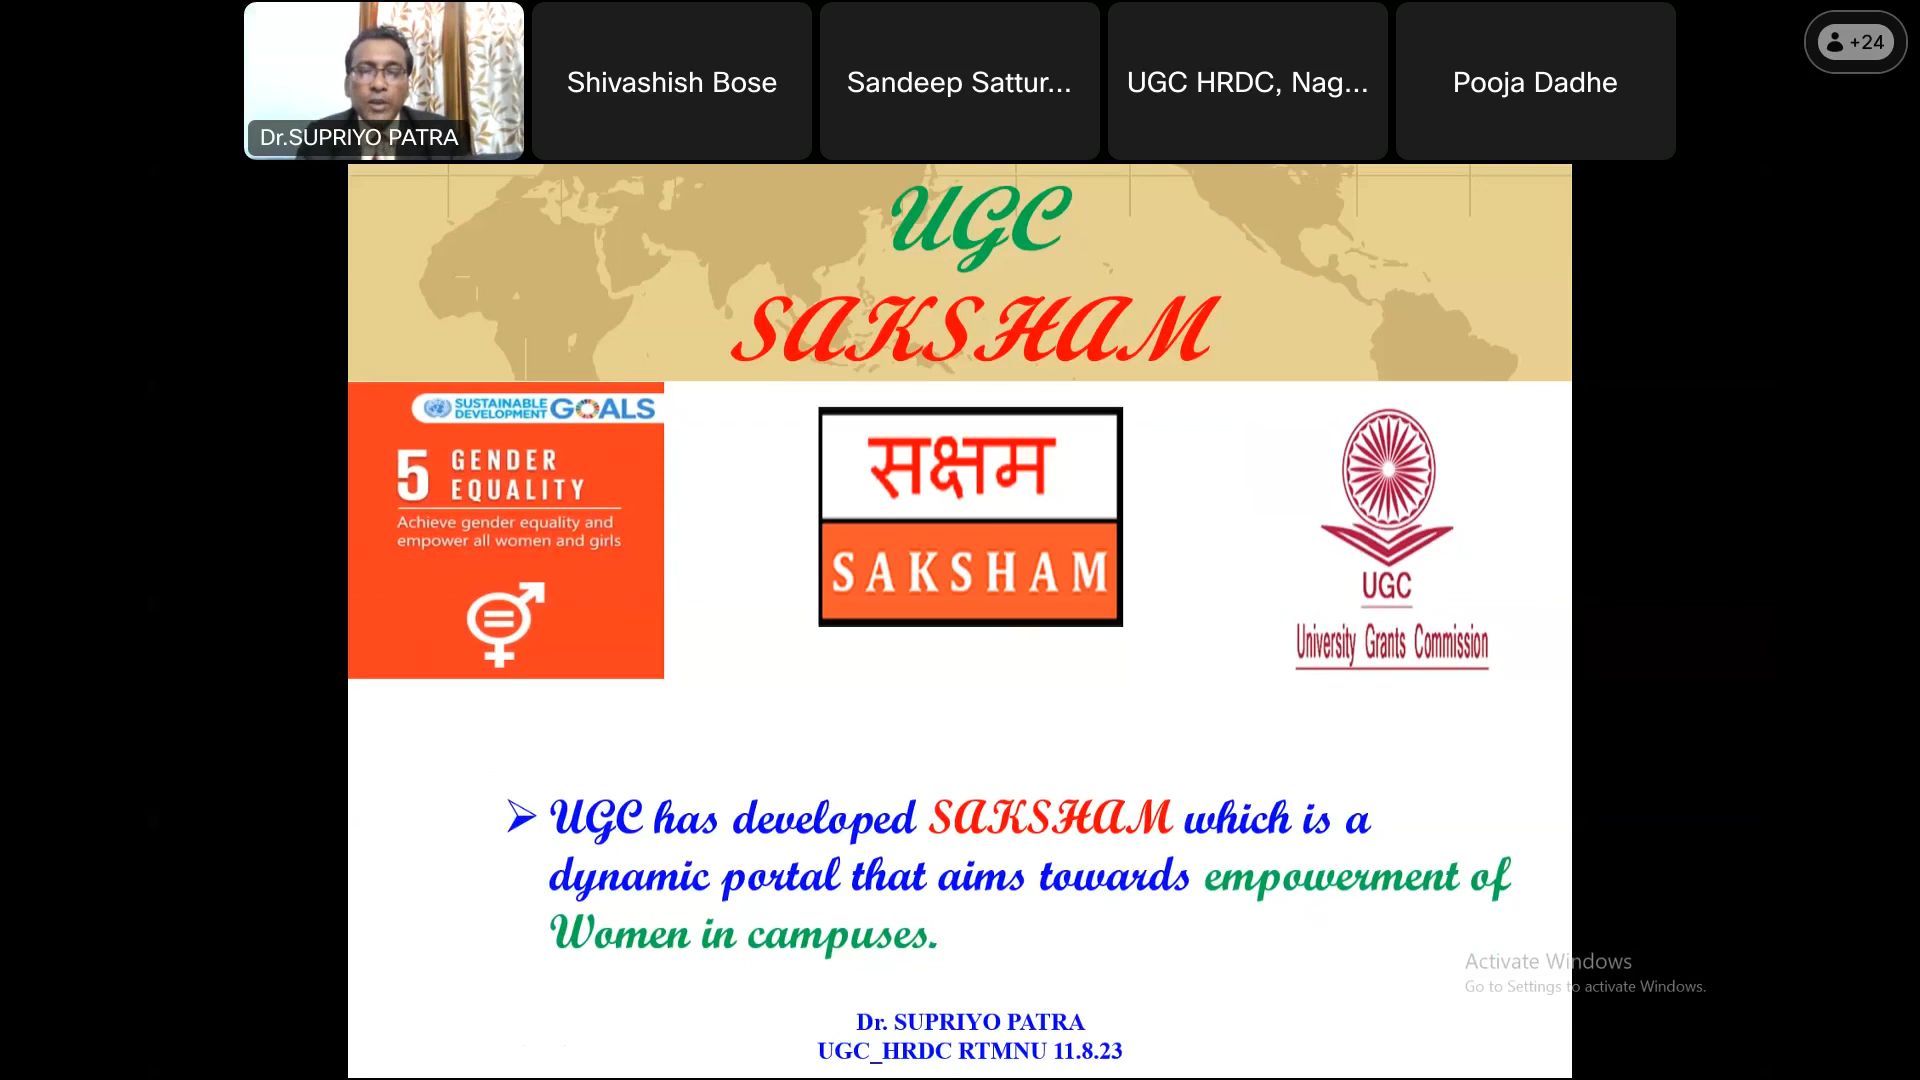 Dr.SUPRIYO PATRA
Shivashish Bose
Sandeep Sattur...
UGC HRDC, Nag...
Pooja Dadhe
+24
UGC
SAKSHAM
SUSTAINABLE
DEVELOPMENT GOALS
5 GENDER
EQUALITY
Achieve gender equality and
empower all women and girls
सक्षम
SAKSHAM
UGC
University Grants Commission
➢ UGC has developed SAKSHAM which is a
dynamic portal that aims towards empowerment of
Women in campuses.
Activate Windows
Go to Settings to activate Windows.
Dr. SUPRIYO PATRA
UGC_HRDC RTMNU 11.8.23